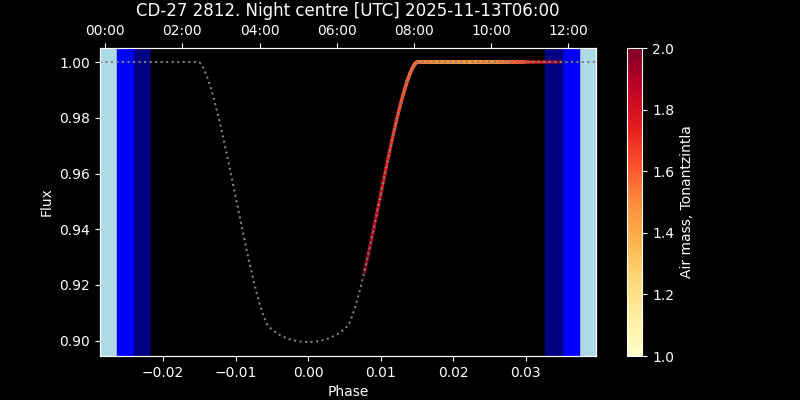 CD-27 2812. Night centre [UTC] 2025-11-13T06:00
00:00 02:00 04:00 06:00 08:00 10:00 12:00
1.00
0.98
0.96
0.94
0.92
0.90
Flux
−0.02 −0.01 0.00 0.01 0.02 0.03
Phase
2.0
1.8
1.6
1.4
1.2
1.0
Air mass, Tonantzintla